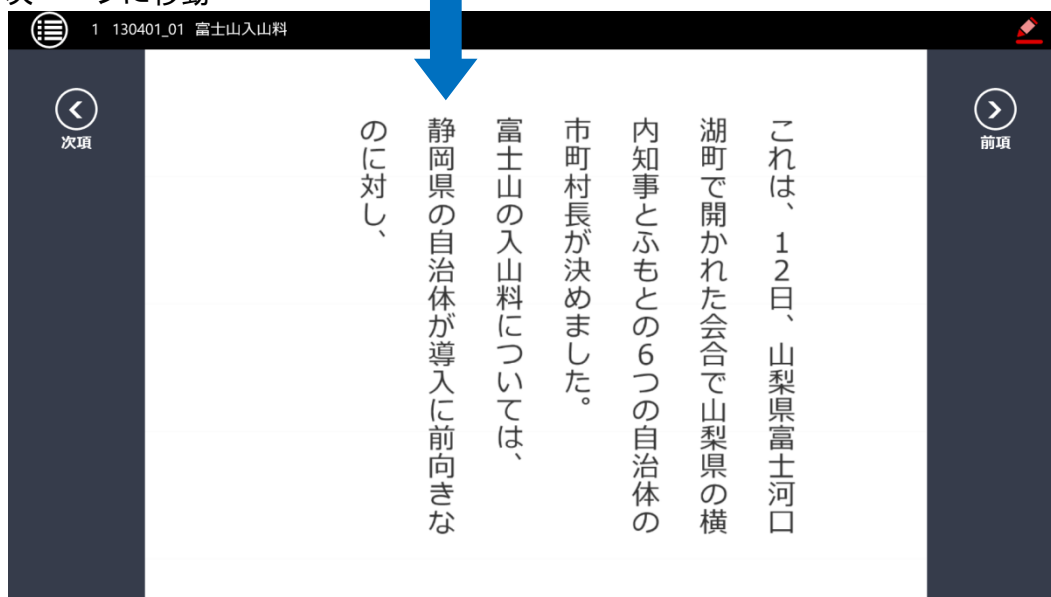 1 130401_01 富士山入山料
次項
前項
これは、12日、山梨県富士河口
湖町で開かれた会合で山梨県の横
内知事とふもとの6つの自治体の
市町村長が決めました。
富士山の入山料については、
静岡県の自治体が導入に前向きな
のに対し、